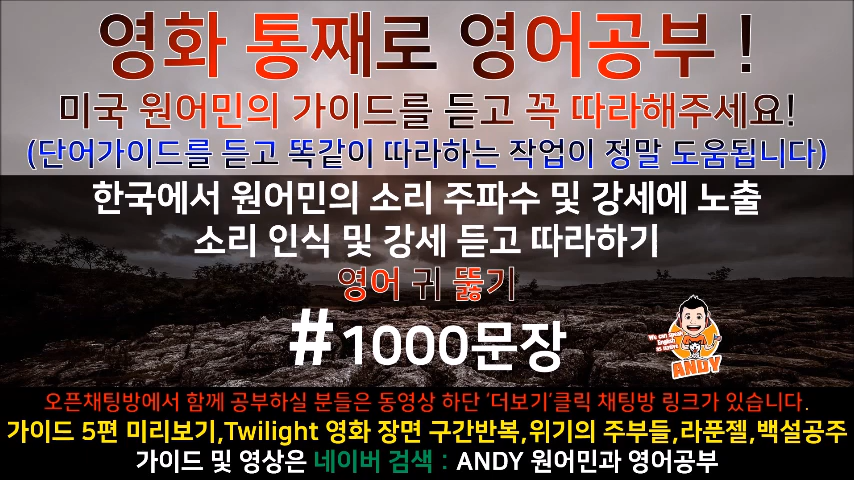 영화 통째로 영어공부 !
미국 원어민의 가이드를 듣고 꼭 따라해주세요!
(단어가이드를 듣고 똑같이 따라하는 작업이 정말 도움됩니다)
한국에서 원어민의 소리 주파수 및 강세에 노출
소리 인식 및 강세 듣고 따라하기
영어 귀 뚫기
#1000문장
We can speak
English
as native
ANDY
오픈채팅방에서 함께 공부하실 분들은 동영상 하단 '더보기'클릭 채팅방 링크가 있습니다.
가이드 5편 미리보기,Twilight 영화 장면 구간반복,위기의 주부들,라푼젤,백설공주
가이드 및 영상은 네이버 검색 : ANDY 원어민과 영어공부